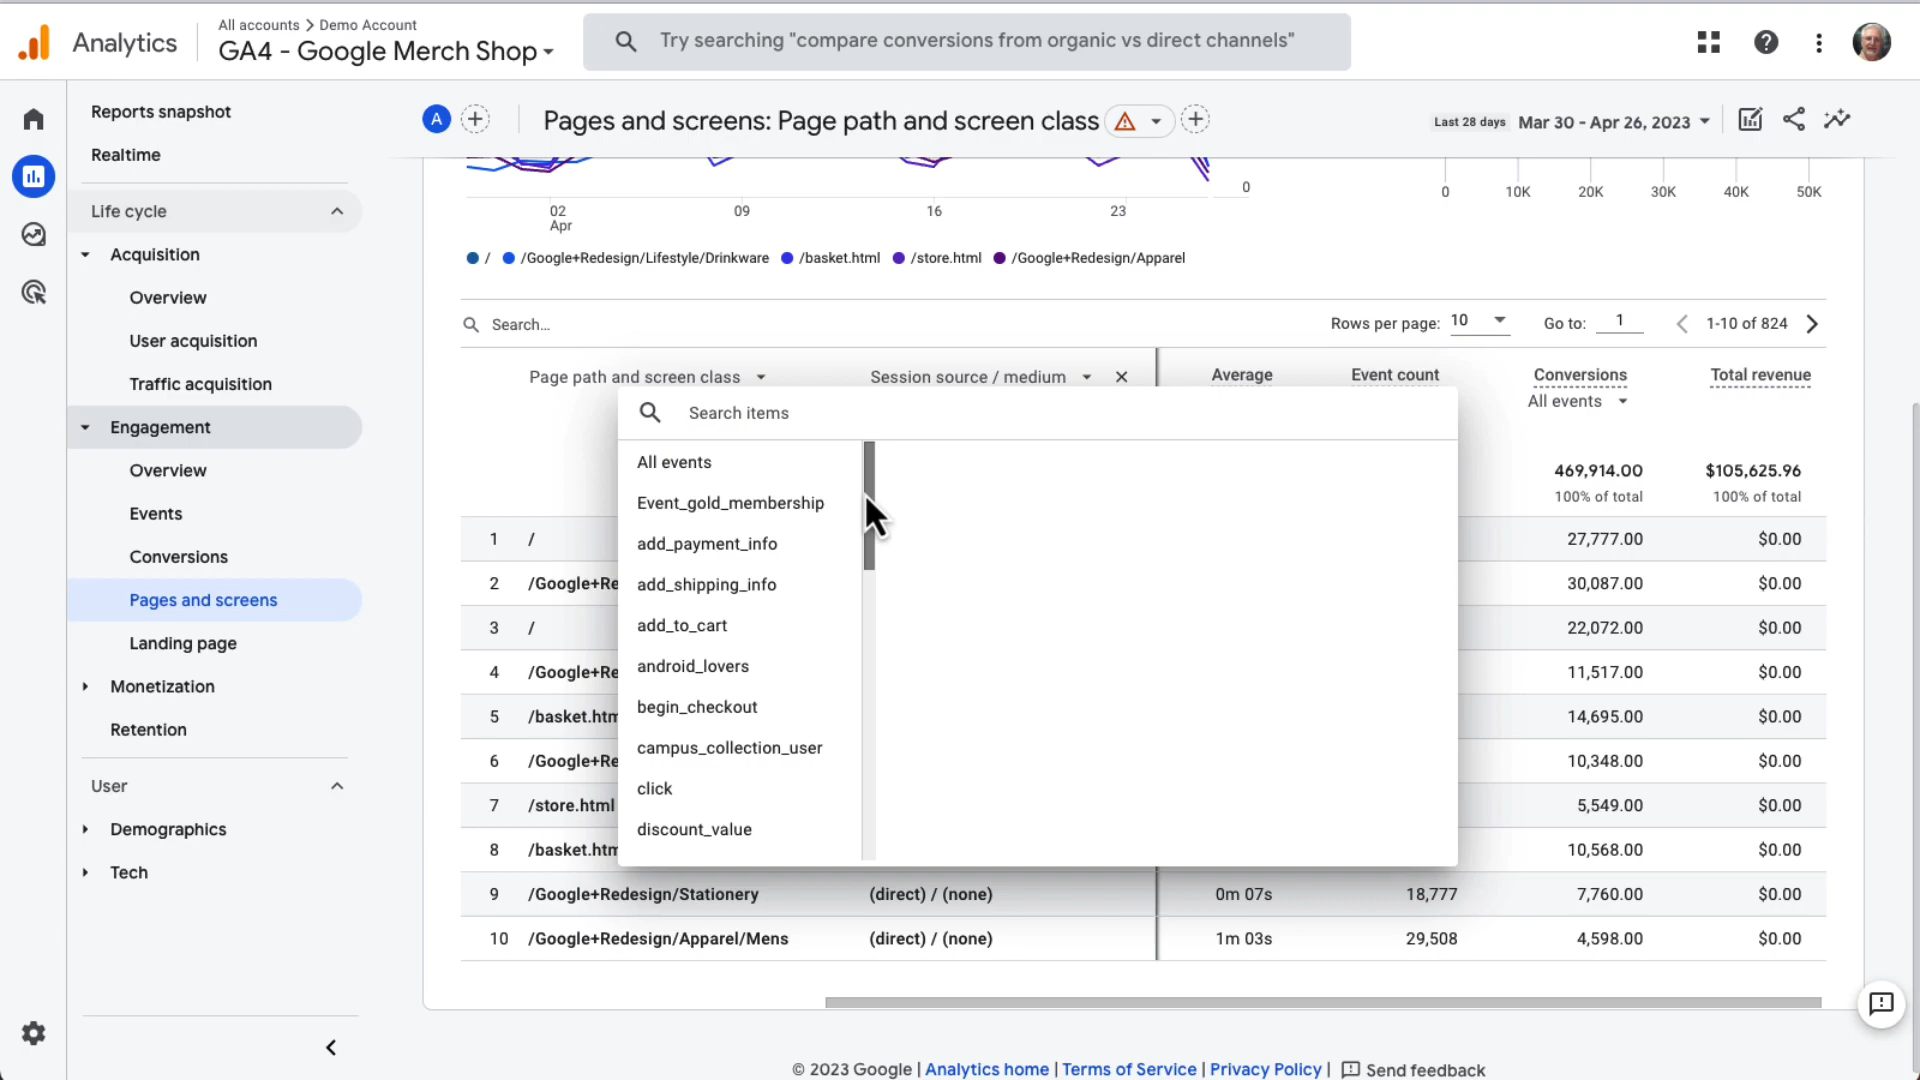 All accounts > Demo Account
Analytics
GA4 - Google Merch Shop
Try searching "compare conversions from organic vs direct channels"
Reports snapshot
Realtime
Life cycle
Acquisition
Overview
User acquisition
Traffic acquisition
Engagement
Overview
Events
Conversions
Pages and screens
Landing page
Monetization
Retention
User
Demographics
Tech
A
Pages and screens: Page path and screen class
Last 28 days Mar 30 - Apr 26, 2023
0
02 09 16 23
Apr
0 10K 20K 30K 40K 50K
/ /Google+Redesign/Lifestyle/Drinkware /basket.html /store.html /Google+Redesign/Apparel
Search...
Rows per page: 10 Go to: 1 1-10 of 824
Page path and screen class Session source / medium Average Event count Conversions Total revenue
All events
469,914.00 $105,625.96
100% of total 100% of total
Search items
All events
Event_gold_membership
add_payment_info
add_shipping_info
add_to_cart
android_lovers
begin_checkout
campus_collection_user
click
discount_value
1 / 27,777.00 $0.00
2 /Google+Re 30,087.00 $0.00
3 / 22,072.00 $0.00
4 /Google+Re 11,517.00 $0.00
5 /basket.htm 14,695.00 $0.00
6 /Google+Re 10,348.00 $0.00
7 /store.html 5,549.00 $0.00
8 /basket.htm 10,568.00 $0.00
9 /Google+Redesign/Stationery (direct) / (none) 0m 07s 18,777 7,760.00 $0.00
10 /Google+Redesign/Apparel/Mens (direct) / (none) 1m 03s 29,508 4,598.00 $0.00
© 2023 Google | Analytics home | Terms of Service | Privacy Policy | Send feedback